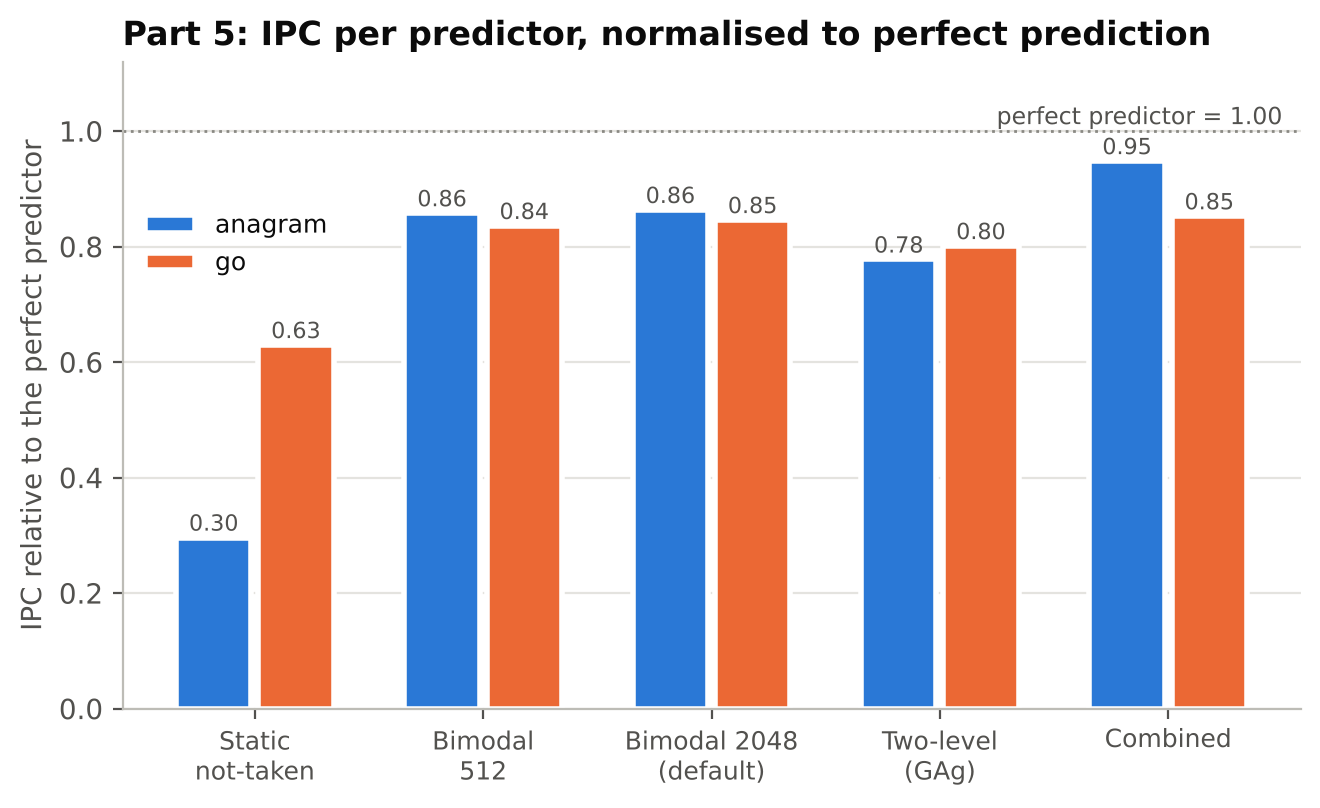 Part 5: IPC per predictor, normalised to perfect prediction
IPC relative to the perfect predictor
1.0
0.8
0.6
0.4
0.2
0.0
perfect predictor = 1.00
anagram
go
0.30
0.63
0.86
0.84
0.86
0.85
0.78
0.80
0.95
0.85
Static
not-taken
Bimodal
512
Bimodal 2048
(default)
Two-level
(GAg)
Combined